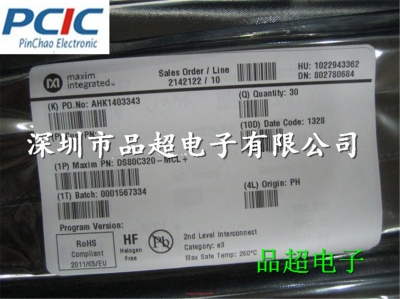 PCIC
PinChao Electronic
maxim
integrated™
Sales Order / Line
2142122 / 10
HU: 1022943362
DN: 802780684
(K) PO.No: AHK1403343
(Q) Quantity: 30
(10D) Date Code: 1328
深圳市品超电子有限公司
(1P) Maxim PN: DS80C320-MCL+
(1T) Batch: 0001567334
(4L) Origin: PH
Program Version:
RoHS
Compliant
2011/65/EU
HF
Halogen
Free
Pb
2nd Level Interconnect
Category: e3
Max Safe Temp: 260°C
品超电子